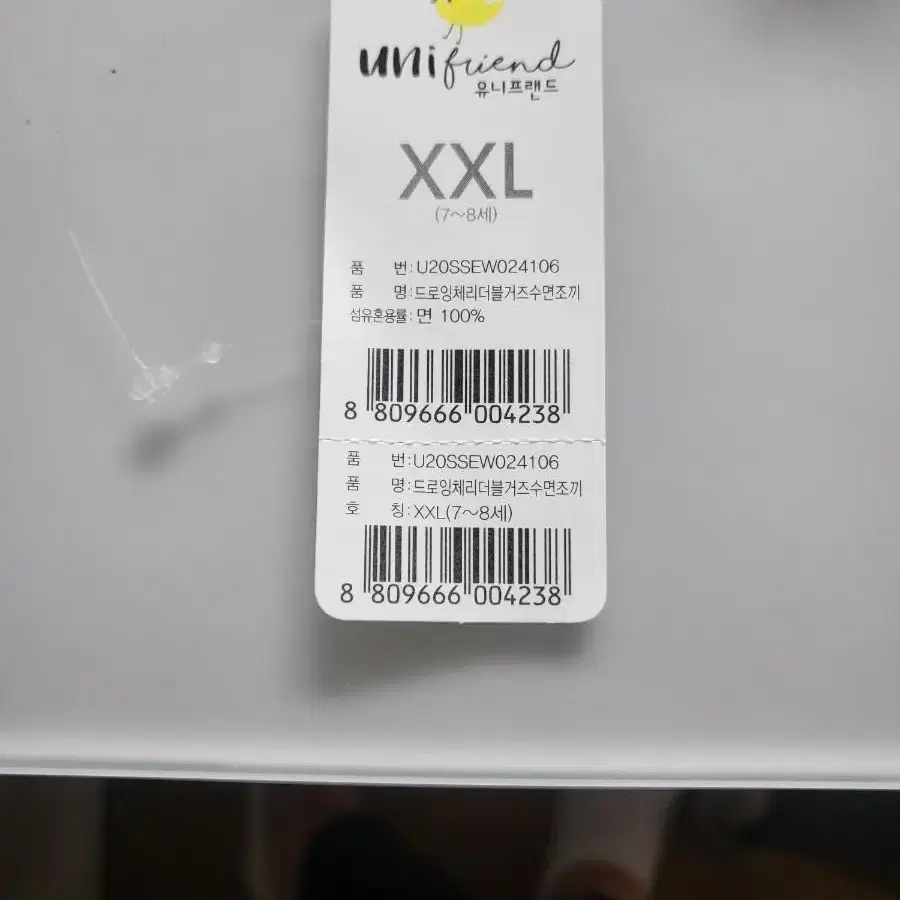 unifriend
유니프랜드
XXL
(7~8세)
품 번: U20SSEW024106
품 명: 드로잉체리더블거즈수면조끼
섬유혼용률: 면 100%
8 809666 004238
품 번: U20SSEW024106
품 명: 드로잉체리더블거즈수면조끼
호 칭: XXL(7~8세)
8 809666 004238